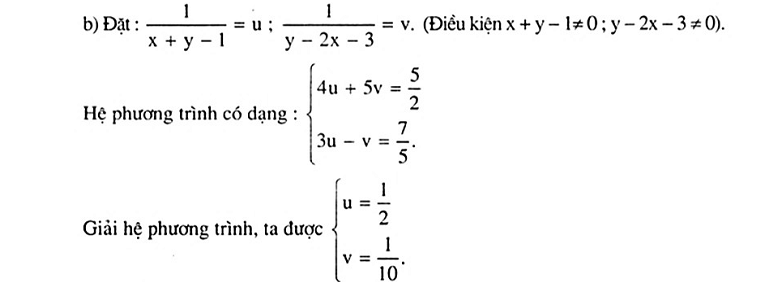 b) Đặt : \frac{1}{x + y - 1} = u ; \frac{1}{y - 2x - 3} = v. (Điều kiện x + y - 1 ≠ 0 ; y - 2x - 3 ≠ 0).
Hệ phương trình có dạng : \begin{cases} 4u + 5v = \frac{5}{2} \\ 3u - v = \frac{7}{5}. \end{cases}
Giải hệ phương trình, ta được \begin{cases} u = \frac{1}{2} \\ v = \frac{1}{10}. \end{cases}